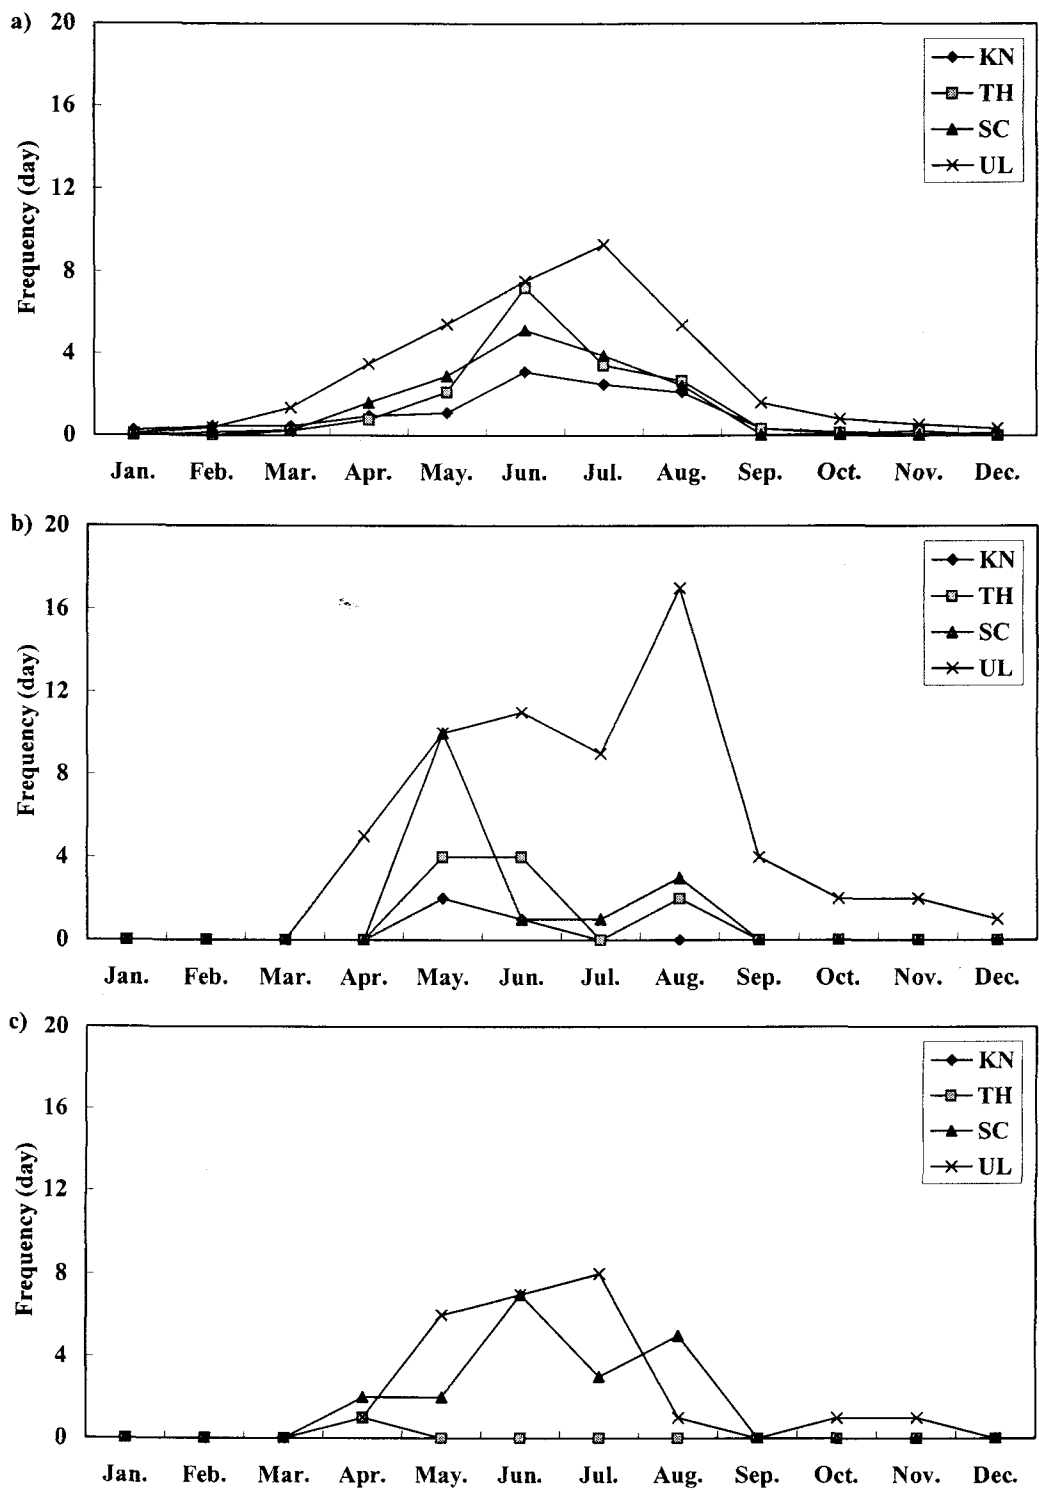 a) 20
16
12
8
4
0
Frequency (day)
KN
TH
SC
UL
Jan. Feb. Mar. Apr. May. Jun. Jul. Aug. Sep. Oct. Nov. Dec.
b) 20
16
12
8
4
0
Frequency (day)
KN
TH
SC
UL
Jan. Feb. Mar. Apr. May. Jun. Jul. Aug. Sep. Oct. Nov. Dec.
c) 20
16
12
8
4
0
Frequency (day)
KN
TH
SC
UL
Jan. Feb. Mar. Apr. May. Jun. Jul. Aug. Sep. Oct. Nov. Dec.